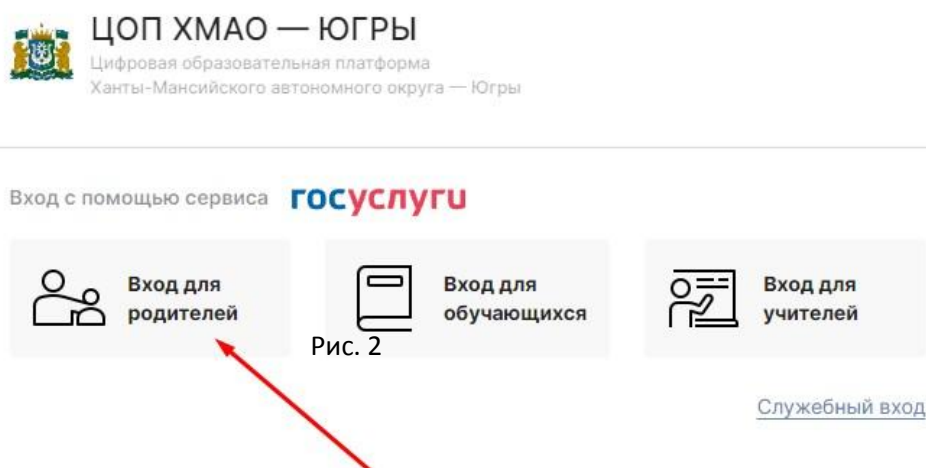 ЦОП ХМАО — ЮГРЫ
Цифровая образовательная платформа
Ханты-Мансийского автономного округа — Югры
Вход с помощью сервиса госуслуги
Вход для
родителей
Вход для
обучающихся
Вход для
учителей
Рис. 2
Служебный вход